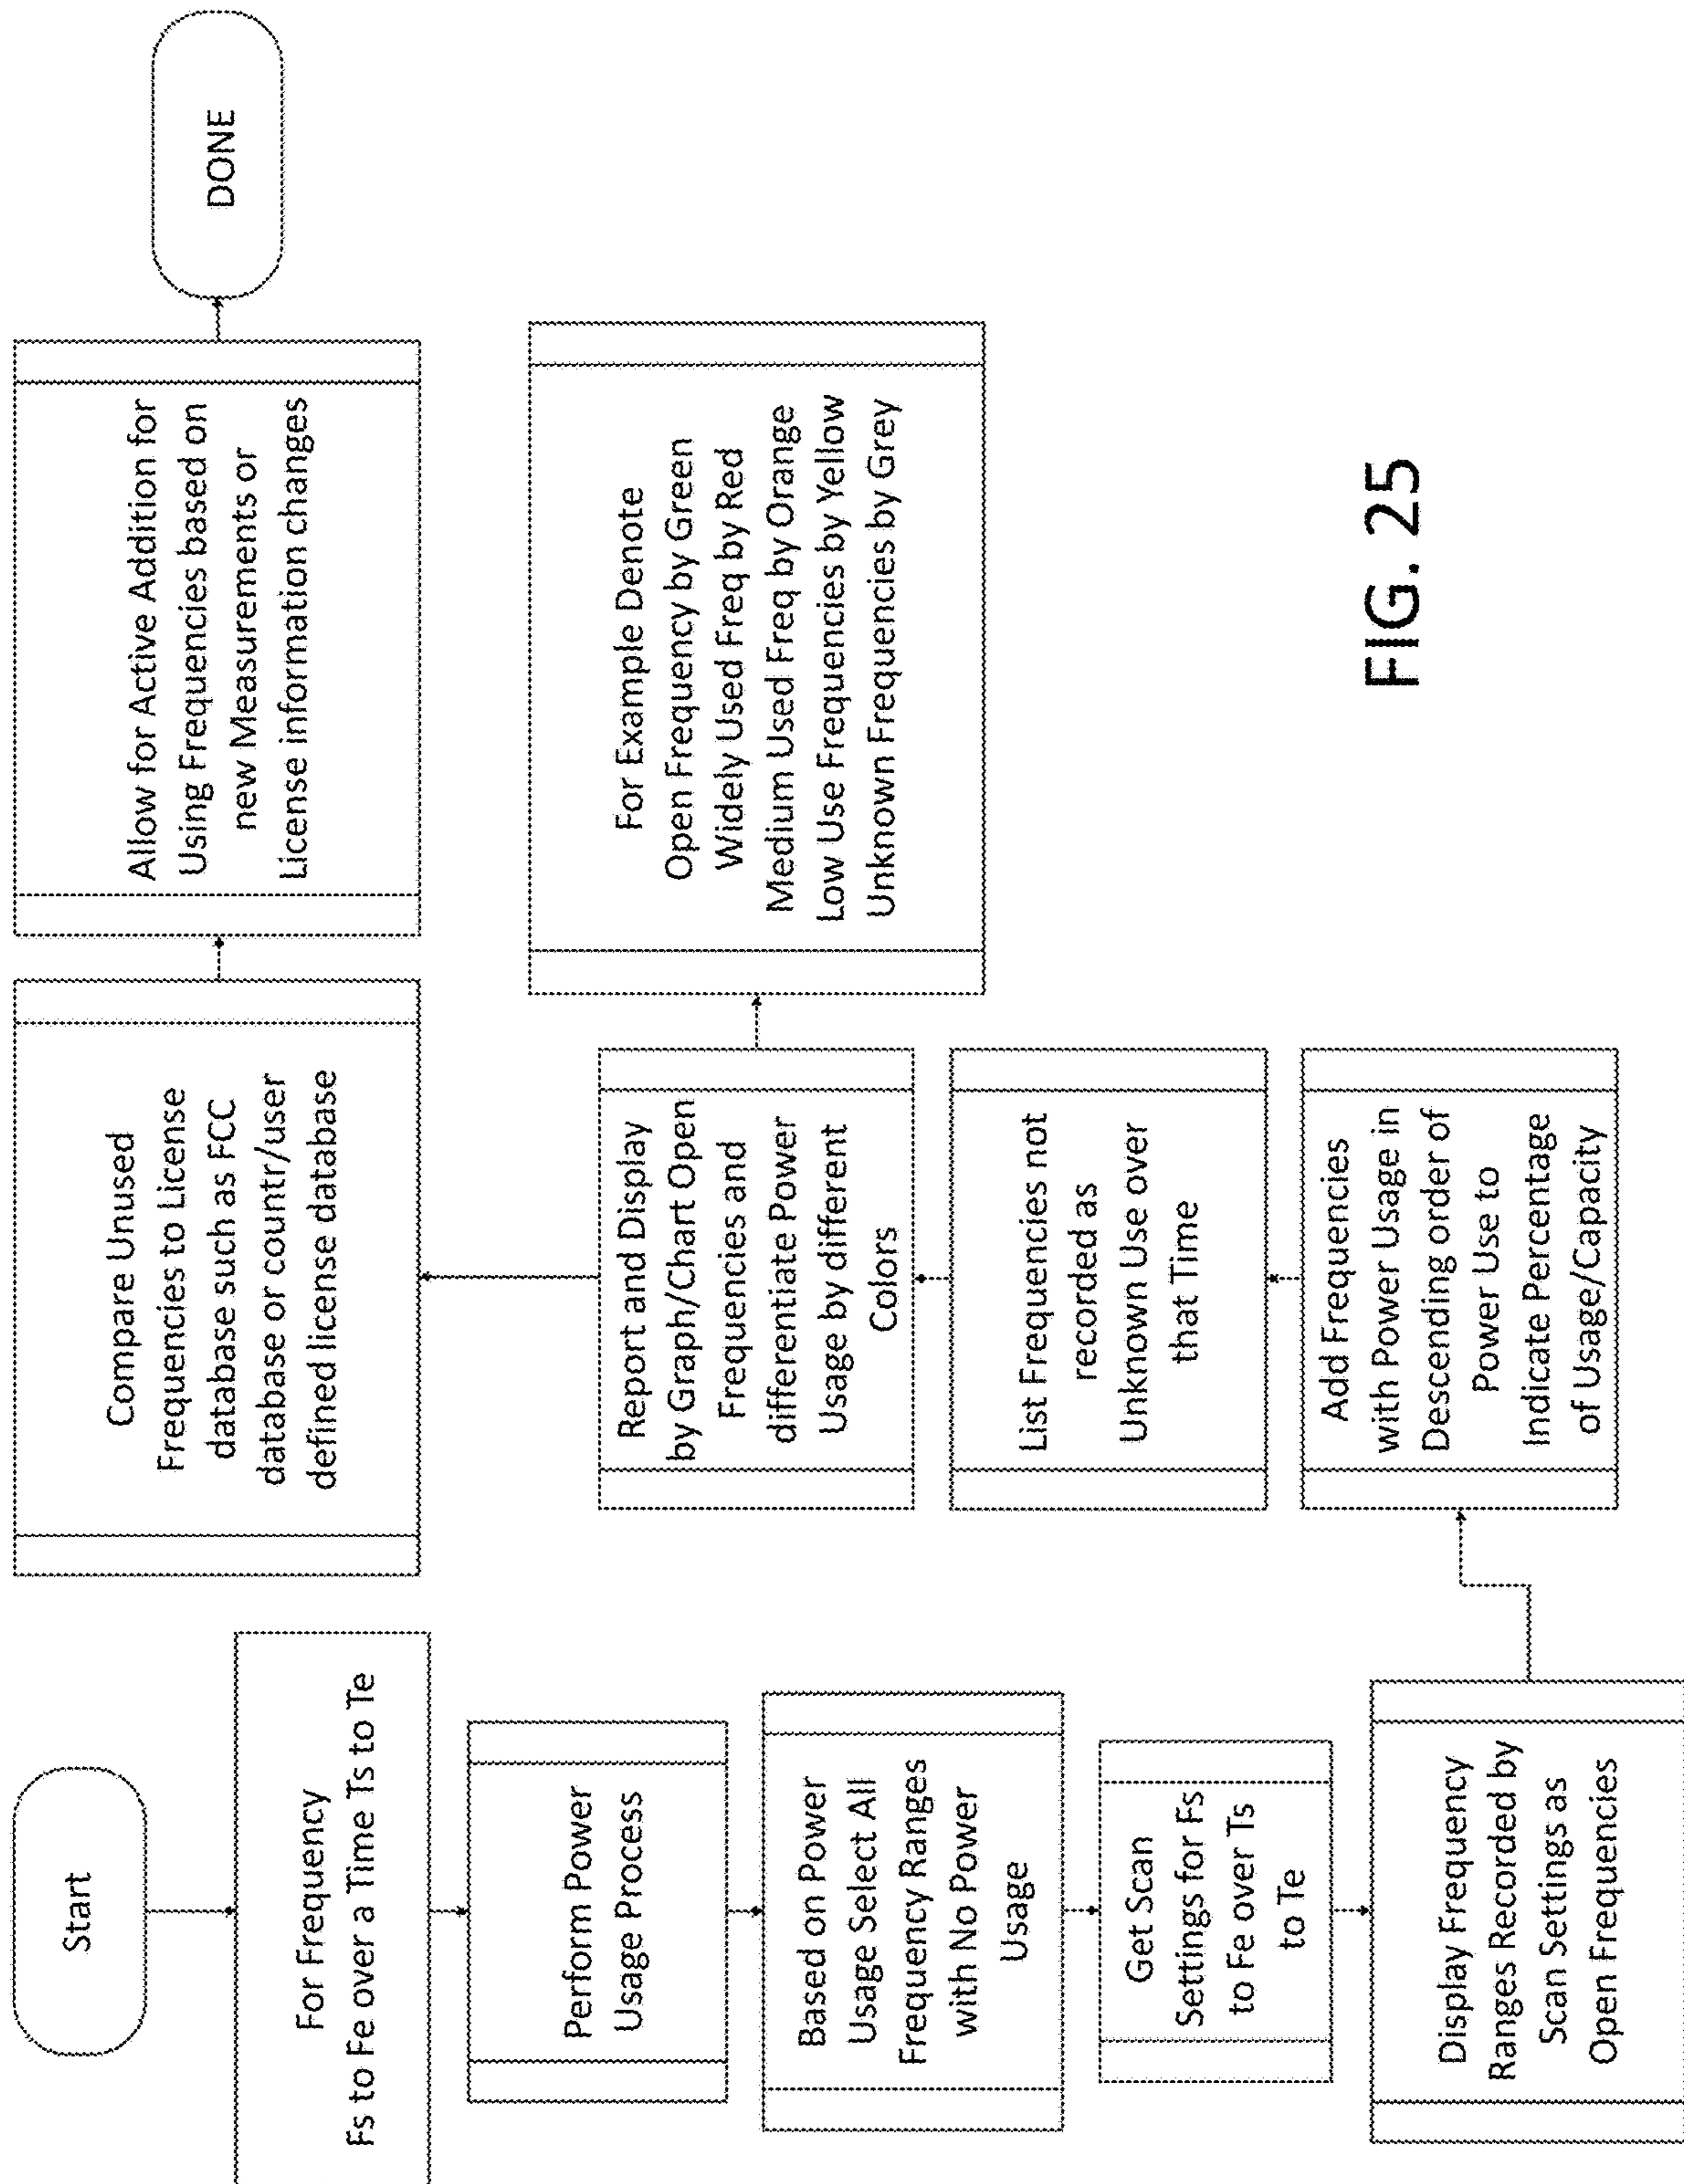 Start
For Frequency
Fs to Fe over a Time Ts to Te
Perform Power
Usage Process
Based on Power
Usage Select All
Frequency Ranges
with No Power
Usage
Get Scan
Settings for Fs
to Fe over Ts
to Te
Display Frequency
Ranges Recorded by
Scan Settings as
Open Frequencies
Add Frequencies
with Power Usage in
Descending order of
Power Use to
Indicate Percentage
of Usage/Capacity
List Frequencies not
recorded as
Unknown Use over
that Time
Report and Display
by Graph/Chart Open
Frequencies and
differentiate Power
Usage by different
Colors
For Example Denote
Open Frequency by Green
Widely Used Freq by Red
Medium Used Freq by Orange
Low Use Frequencies by Yellow
Unknown Frequencies by Grey
Compare Unused
Frequencies to License
database such as FCC
database or countr/user
defined license database
Allow for Active Addition for
Using Frequencies based on
new Measurements or
License information changes
DONE
FIG. 25